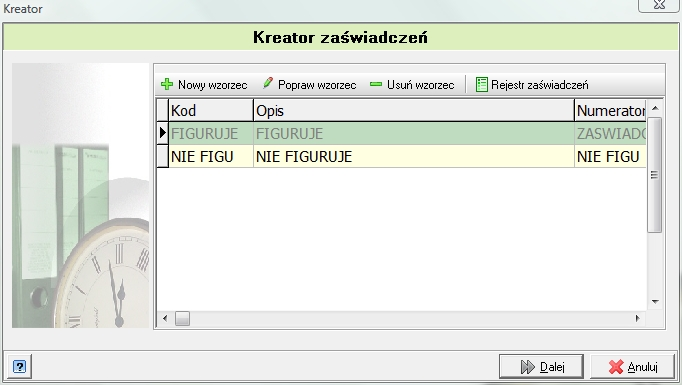 Kreator
Kreator zaświadczeń
Nowy wzorzec Popraw wzorzec Usuń wzorzec Rejestr zaświadczeń
Kod Opis Numerator
FIGURUJE FIGURUJE ZASWIADC
NIE FIGU NIE FIGURUJE NIE FIGU
? Dalej Anuluj